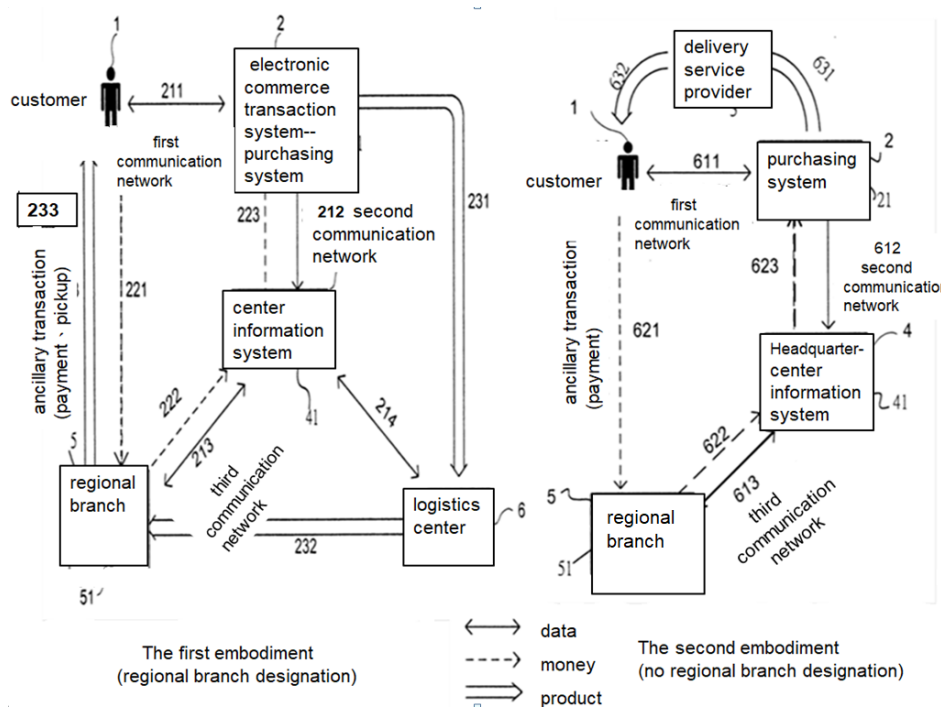 1
customer
211
2
electronic
commerce
transaction
system--
purchasing
system
first
communication
network
233
ancillary transaction
(payment、pickup)
221
223
212 second
communication
network
231
center
information
system
41
222
213
214
third
communication
network
5
regional
branch
51
232
logistics
center
6
The first embodiment
(regional branch designation)
delivery
service
provider
632
631
1
customer
611
2
purchasing
system
21
first
communication
network
ancillary transaction
(payment)
621
623
612
second
communication
network
4
Headquarter-
center
information
system
41
622
613
third
communication
network
5
regional
branch
51
data
money
product
The second embodiment
(no regional branch designation)